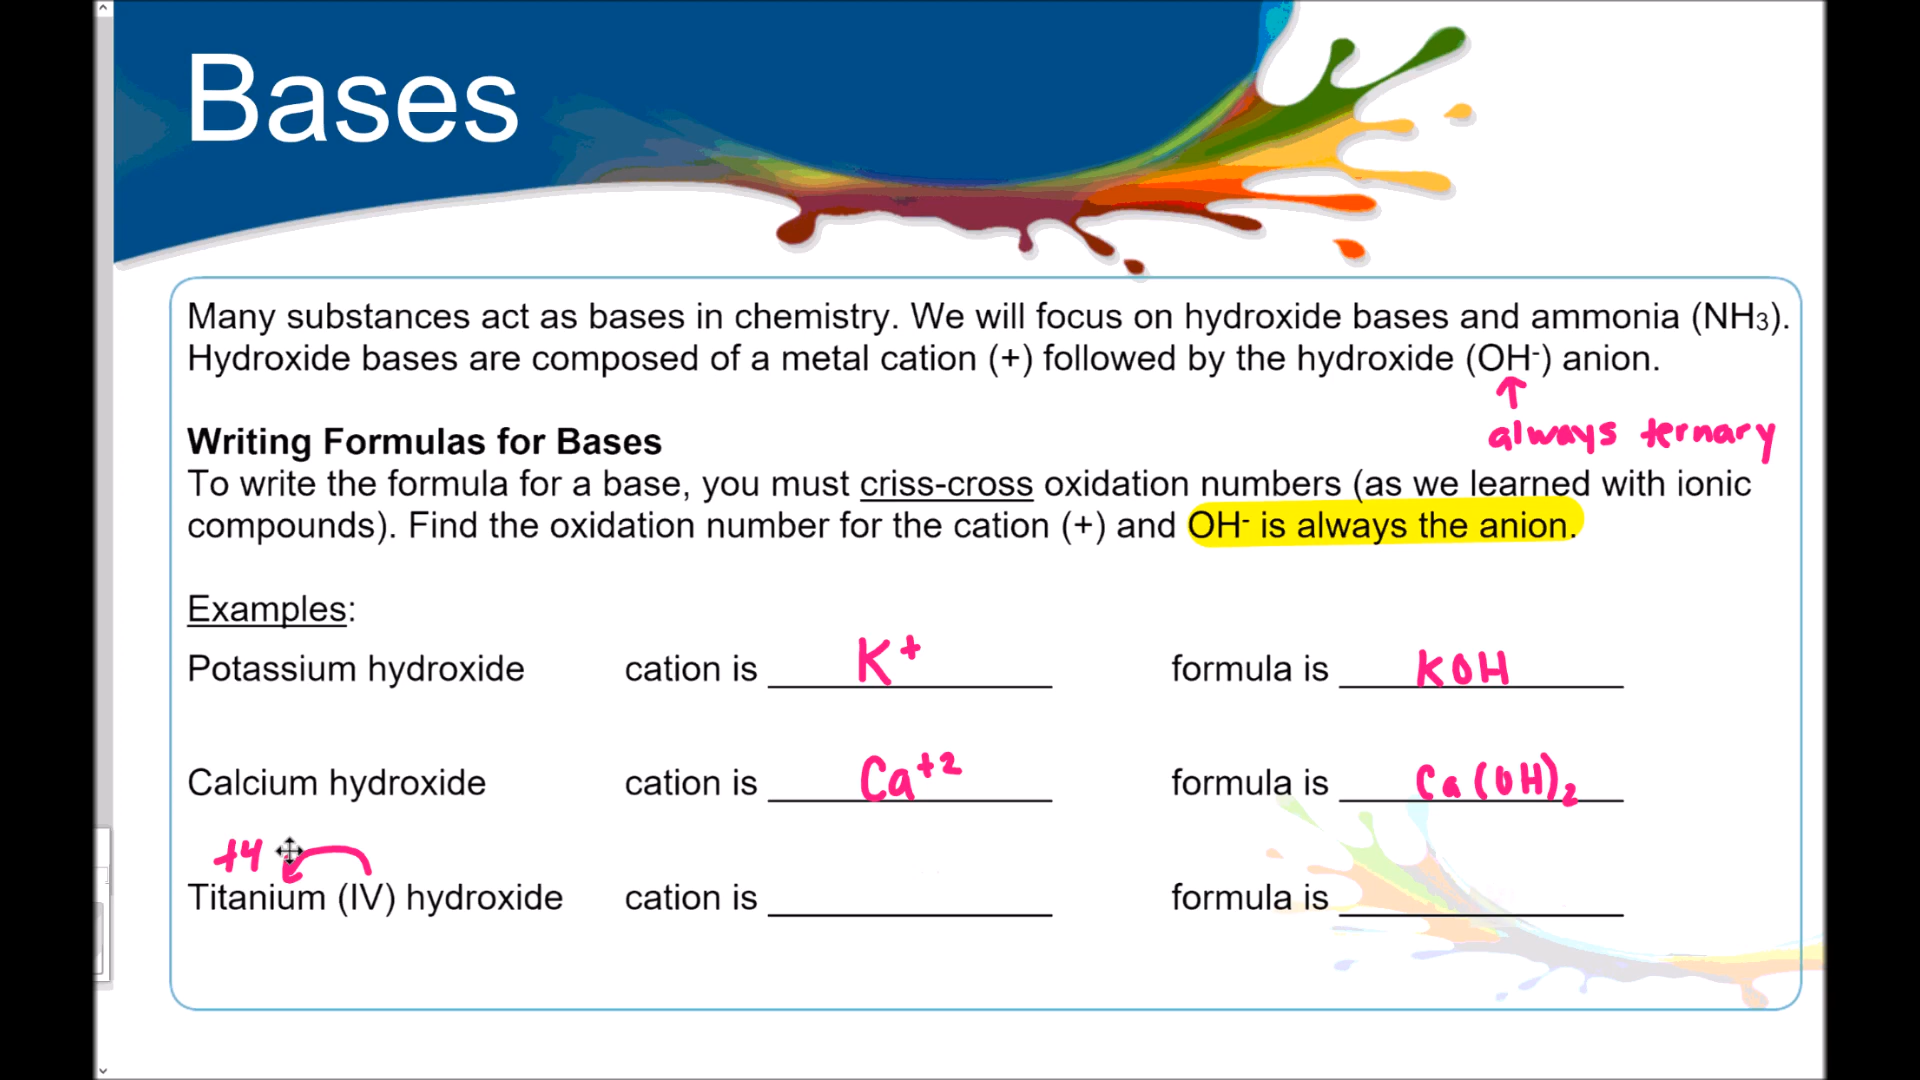 Bases
Many substances act as bases in chemistry. We will focus on hydroxide bases and ammonia (NH3).
Hydroxide bases are composed of a metal cation (+) followed by the hydroxide (OH-) anion.
↑
always ternary
Writing Formulas for Bases
To write the formula for a base, you must criss-cross oxidation numbers (as we learned with ionic
compounds). Find the oxidation number for the cation (+) and OH- is always the anion.
Examples:
Potassium hydroxide cation is K+ formula is KOH
Calcium hydroxide cation is Ca+2 formula is Ca(OH)2
+4
Titanium (IV) hydroxide cation is ________ formula is ________